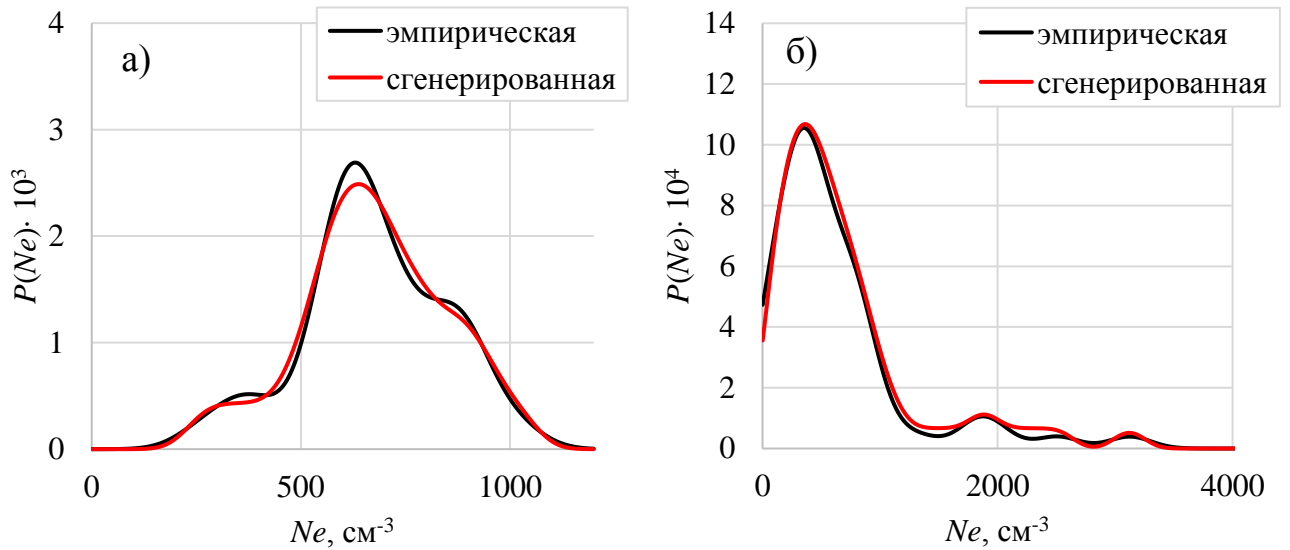 а)
эмпирическая
сгенерированная
4
3
2
1
0
P(Ne)· 10³
0
500
1000
Ne, см⁻³
б)
эмпирическая
сгенерированная
14
12
10
8
6
4
2
0
P(Ne)· 10⁴
0
2000
4000
Ne, см⁻³